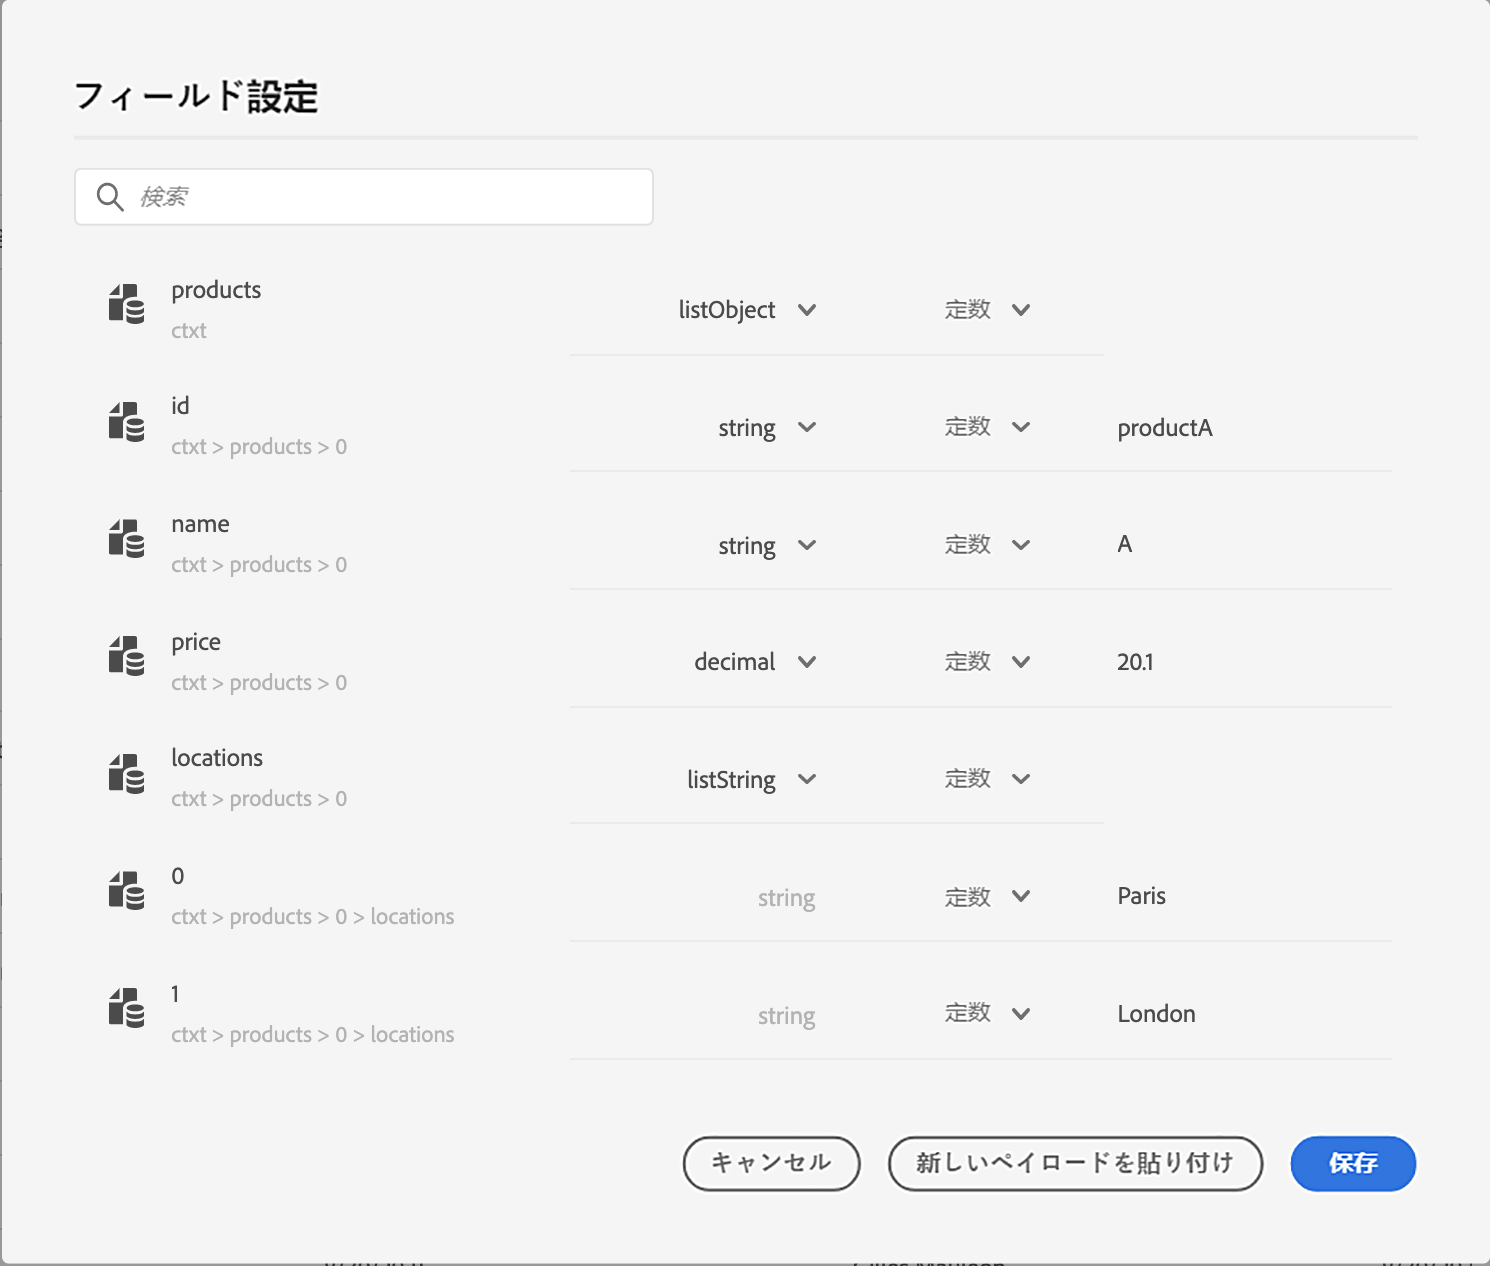 フィールド設定
検索
products
ctxt
listObject
定数
id
ctxt > products > 0
string
定数
productA
name
ctxt > products > 0
string
定数
A
price
ctxt > products > 0
decimal
定数
20.1
locations
ctxt > products > 0
listString
定数
0
ctxt > products > 0 > locations
string
定数
Paris
1
ctxt > products > 0 > locations
string
定数
London
キャンセル
新しいペイロードを貼り付け
保存